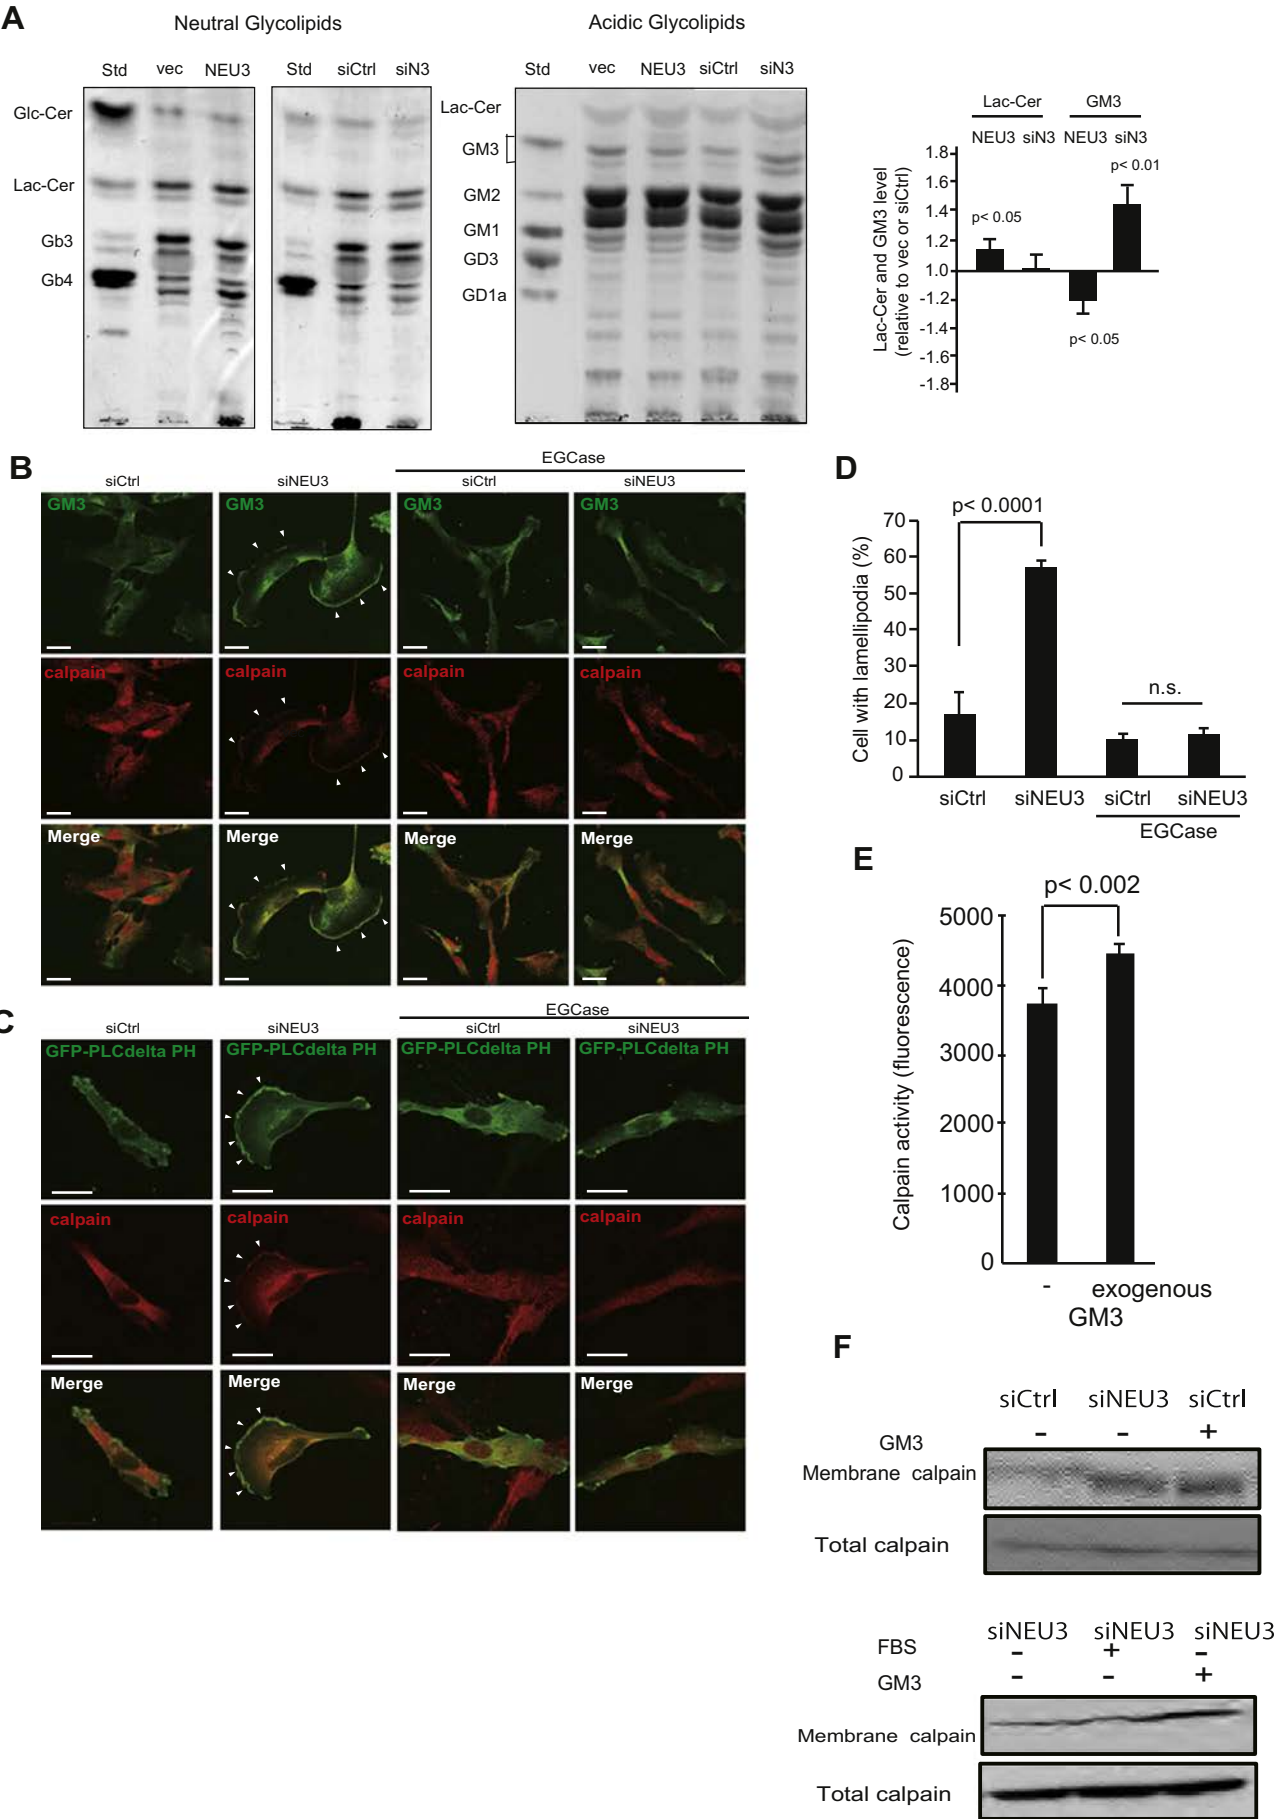 A
Neutral Glycolipids
Acidic Glycolipids
Std vec NEU3
Std siCtrl siN3
Std vec NEU3 siCtrl siN3
Glc-Cer
Lac-Cer
Gb3
Gb4
Lac-Cer
GM3
GM2
GM1
GD3
GD1a
Lac-Cer GM3
NEU3 siN3 NEU3 siN3
Lac-Cer and GM3 level
(relative to vec or siCtrl)
1.8
1.6
1.4
1.2
1.0
-1.2
-1.4
-1.6
-1.8
p< 0.05
p< 0.01
p< 0.05
B
EGCase
siCtrl siNEU3 siCtrl siNEU3
GM3 GM3 GM3 GM3
calpain calpain calpain calpain
Merge Merge Merge Merge
C
EGCase
siCtrl siNEU3 siCtrl siNEU3
GFP-PLCdelta PH GFP-PLCdelta PH GFP-PLCdelta PH GFP-PLCdelta PH
calpain calpain calpain calpain
Merge Merge Merge Merge
D
Cell with lamellipodia (%)
70
60
50
40
30
20
10
0
p< 0.0001
n.s.
siCtrl siNEU3 siCtrl siNEU3
EGCase
E
Calpain activity (fluorescence)
5000
4000
3000
2000
1000
0
p< 0.002
- exogenous
GM3
F
siCtrl siNEU3 siCtrl
GM3 - - +
Membrane calpain
Total calpain
siNEU3 siNEU3 siNEU3
FBS - + -
GM3 - - +
Membrane calpain
Total calpain